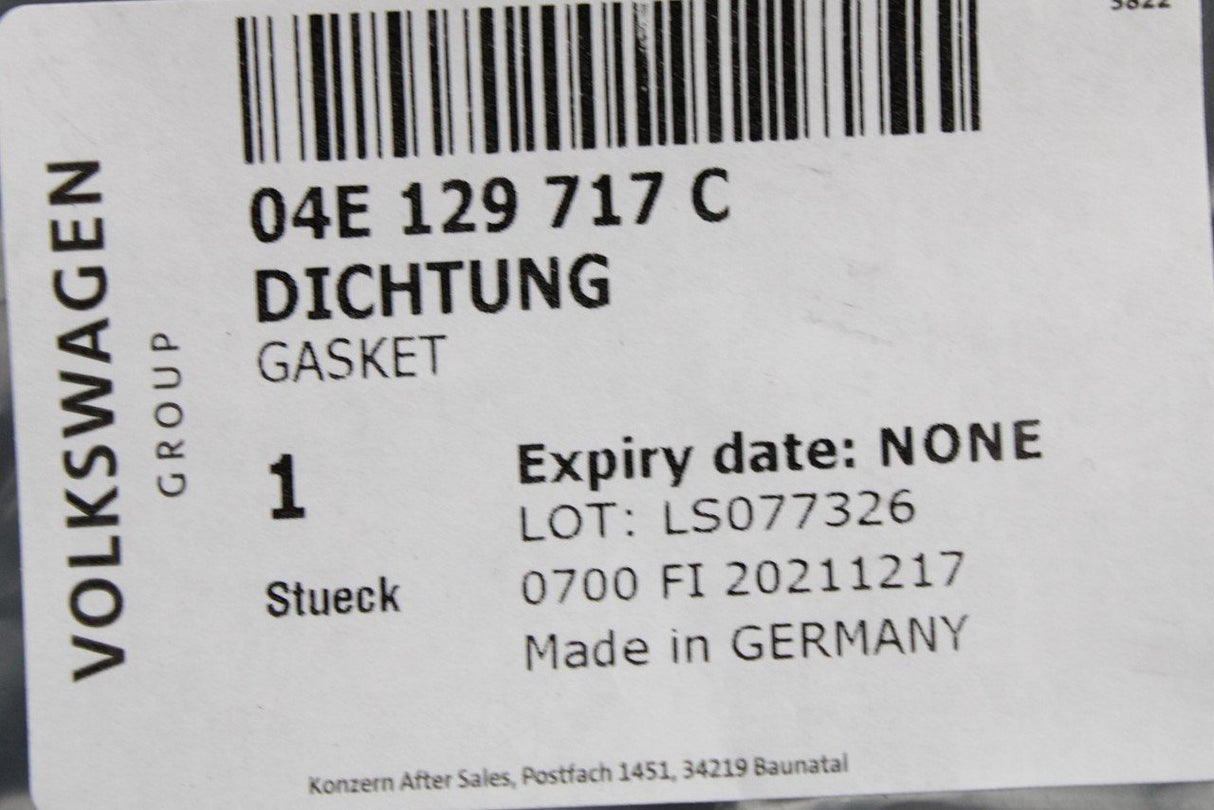 VOLKSWAGEN
GROUP
04E 129 717 C
DICHTUNG
GASKET
1
Stueck
Expiry date: NONE
LOT: LS077326
0700 FI 20211217
Made in GERMANY
Konzern After Sales, Postfach 1451, 34219 Baunatal